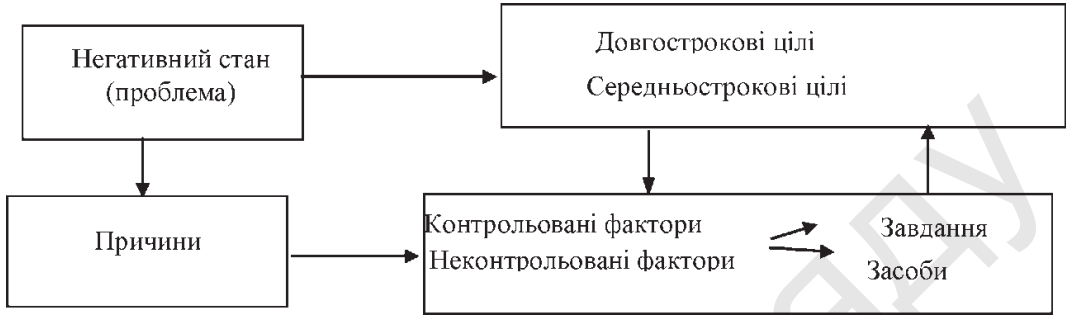 Негативний стан
(проблема)
Довгострокові цілі
Середньострокові цілі
Причини
Контрольовані фактори
Неконтрольовані фактори
Завдання
Засоби